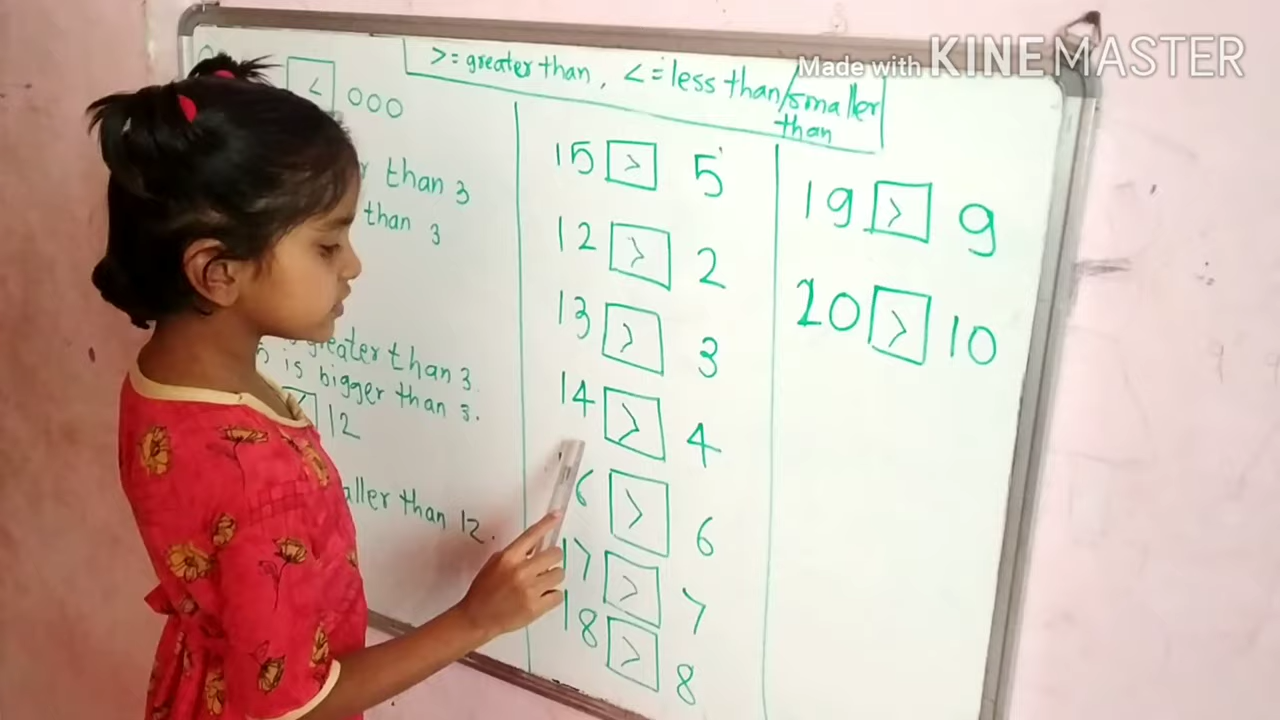 Made with KINEMASTER
> = greater than, < = less than/smaller
than
< ooo
than 3
than 3
greater than 3.
is bigger than 3.
< 12
than 12.
15 > 5
12 > 2
13 > 3
14 > 4
6 > 6
17 > 7
18 > 8
19 > 9
20 > 10